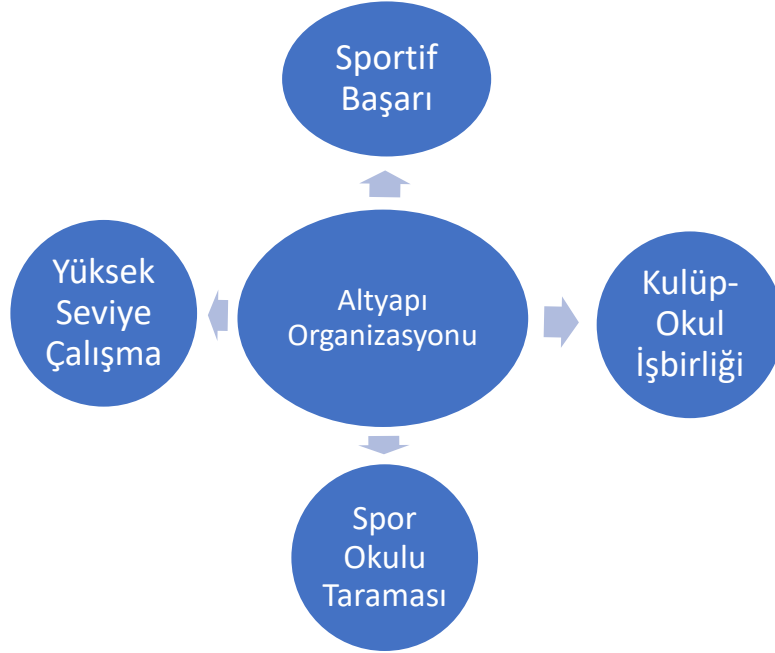 Sportif
Başarı
Yüksek
Seviye
Çalışma
Altyapı
Organizasyonu
Kulüp-
Okul
İşbirliği
Spor
Okulu
Taraması